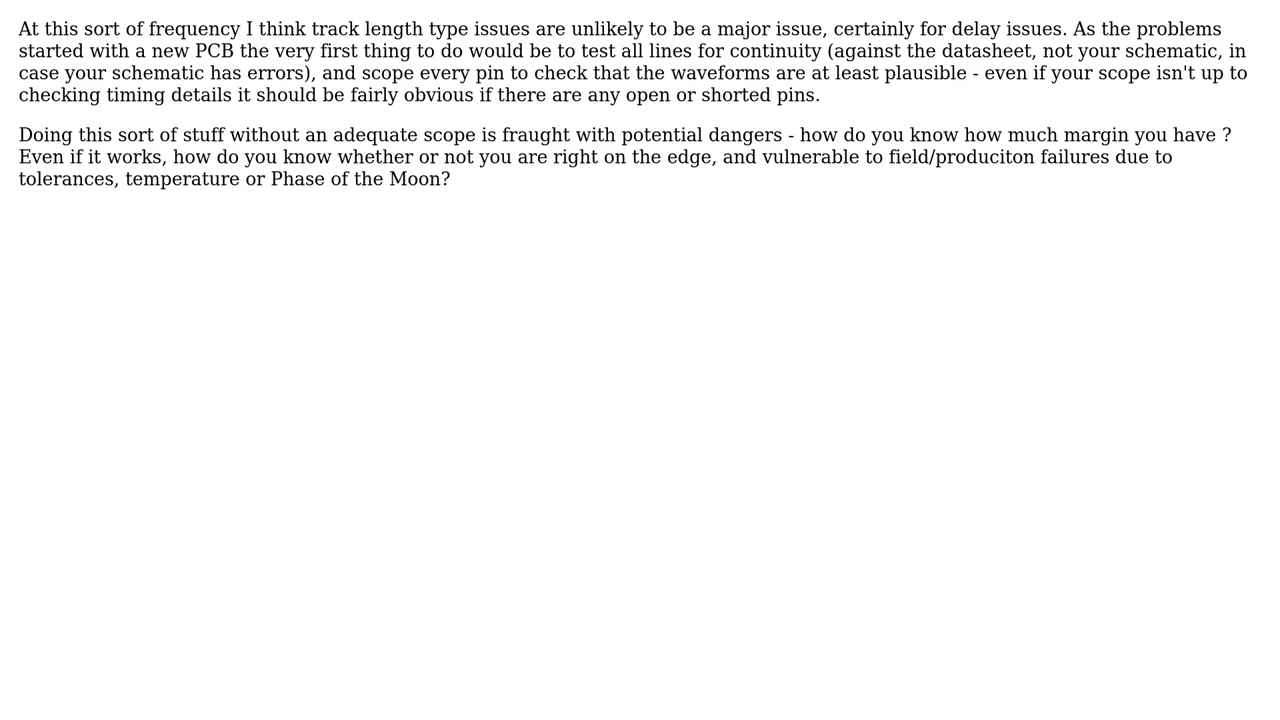 At this sort of frequency I think track length type issues are unlikely to be a major issue, certainly for delay issues. As the problems
started with a new PCB the very first thing to do would be to test all lines for continuity (against the datasheet, not your schematic, in
case your schematic has errors), and scope every pin to check that the waveforms are at least plausible - even if your scope isn't up to
checking timing details it should be fairly obvious if there are any open or shorted pins.
Doing this sort of stuff without an adequate scope is fraught with potential dangers - how do you know how much margin you have ?
Even if it works, how do you know whether or not you are right on the edge, and vulnerable to field/produciton failures due to
tolerances, temperature or Phase of the Moon?